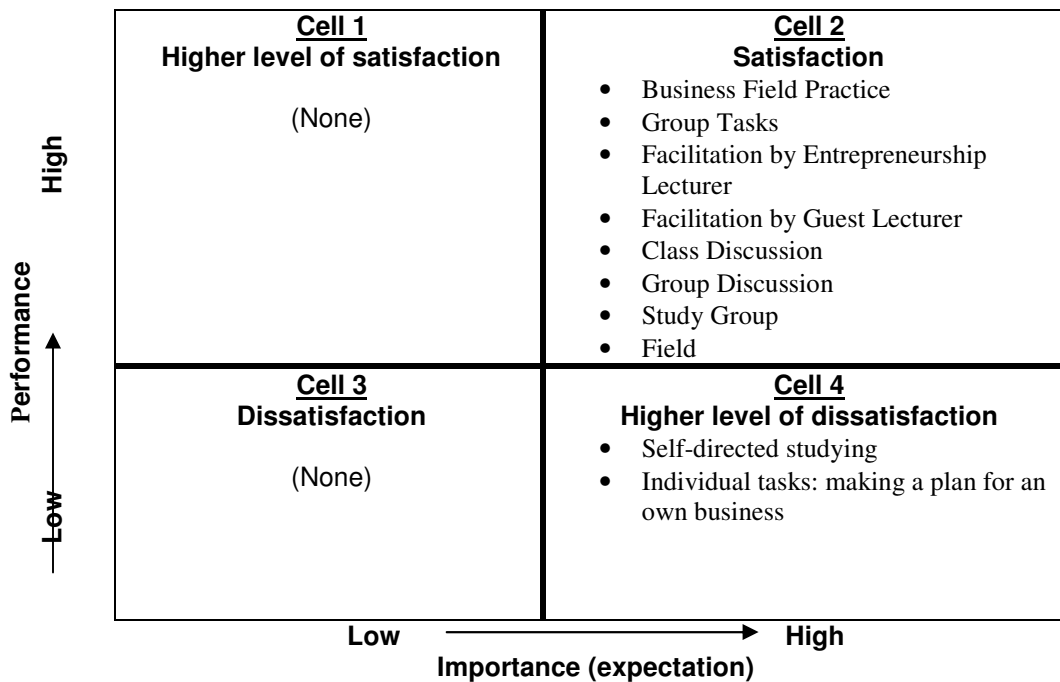 Cell 1
Higher level of satisfaction
(None)
Cell 2
Satisfaction
• Business Field Practice
• Group Tasks
• Facilitation by Entrepreneurship
Lecturer
• Facilitation by Guest Lecturer
• Class Discussion
• Group Discussion
• Study Group
• Field
High
Performance
Low
Cell 3
Dissatisfaction
(None)
Cell 4
Higher level of dissatisfaction
• Self-directed studying
• Individual tasks: making a plan for an
own business
Low High
Importance (expectation)